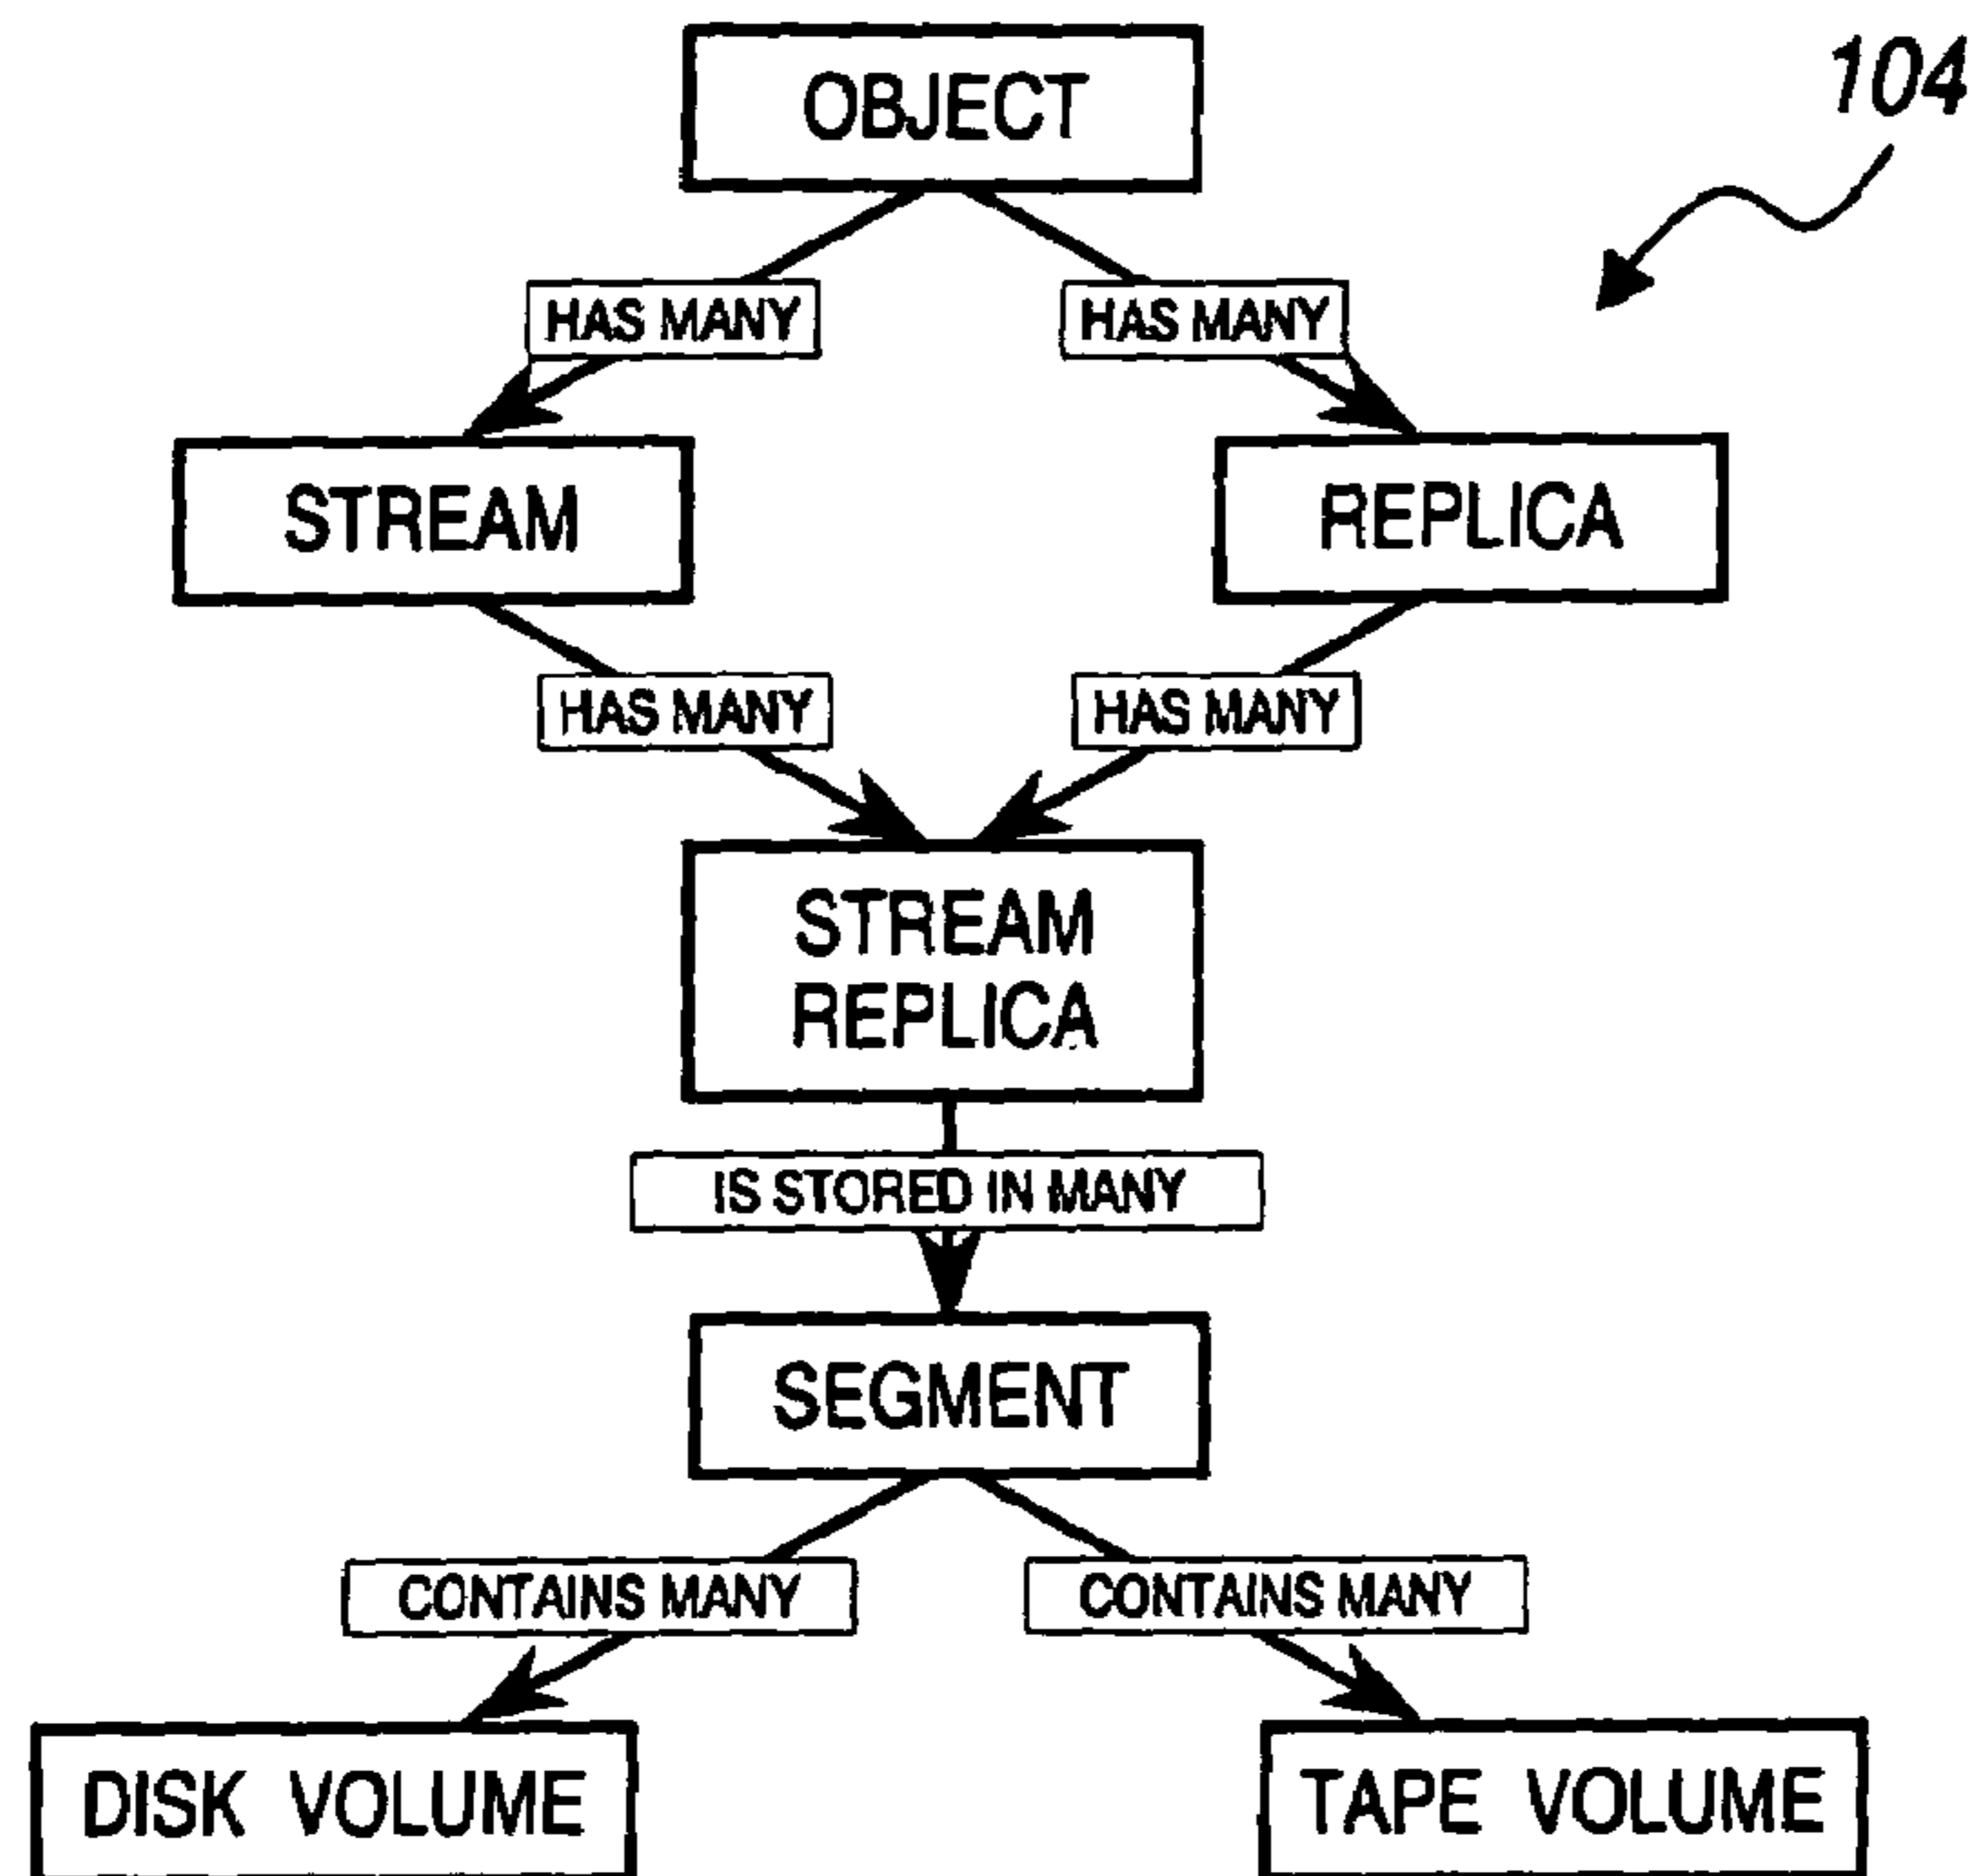 OBJECT
104
HAS MANY
HAS MANY
STREAM
REPLICA
HAS MANY
HAS MANY
STREAM
REPLICA
IS STORED IN MANY
SEGMENT
CONTAINS MANY
CONTAINS MANY
DISK VOLUME
TAPE VOLUME